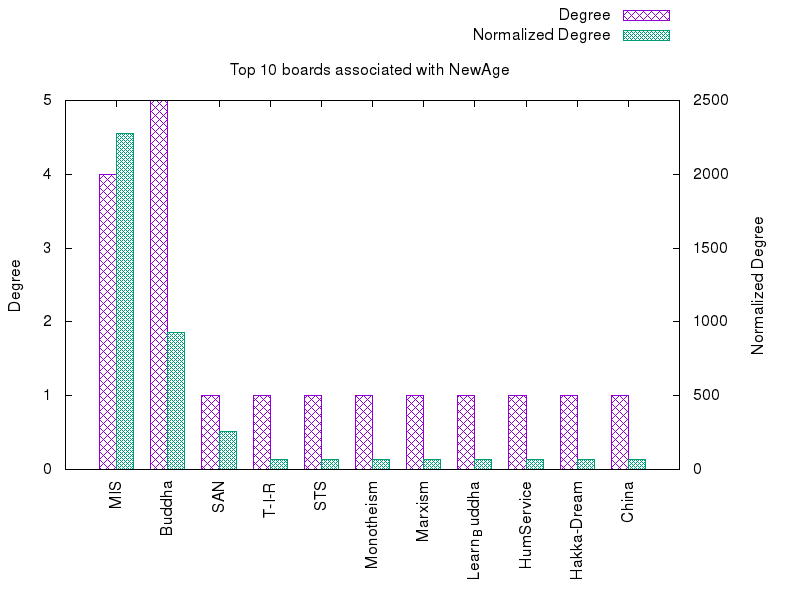 Degree
Normalized Degree
Top 10 boards associated with NewAge
5
4
3
2
1
0
2500
2000
1500
1000
500
0
Degree
Normalized Degree
MIS
Buddha
SAN
T-I-R
STS
Monotheism
Marxism
LearnBuddha
HumService
Hakka-Dream
China